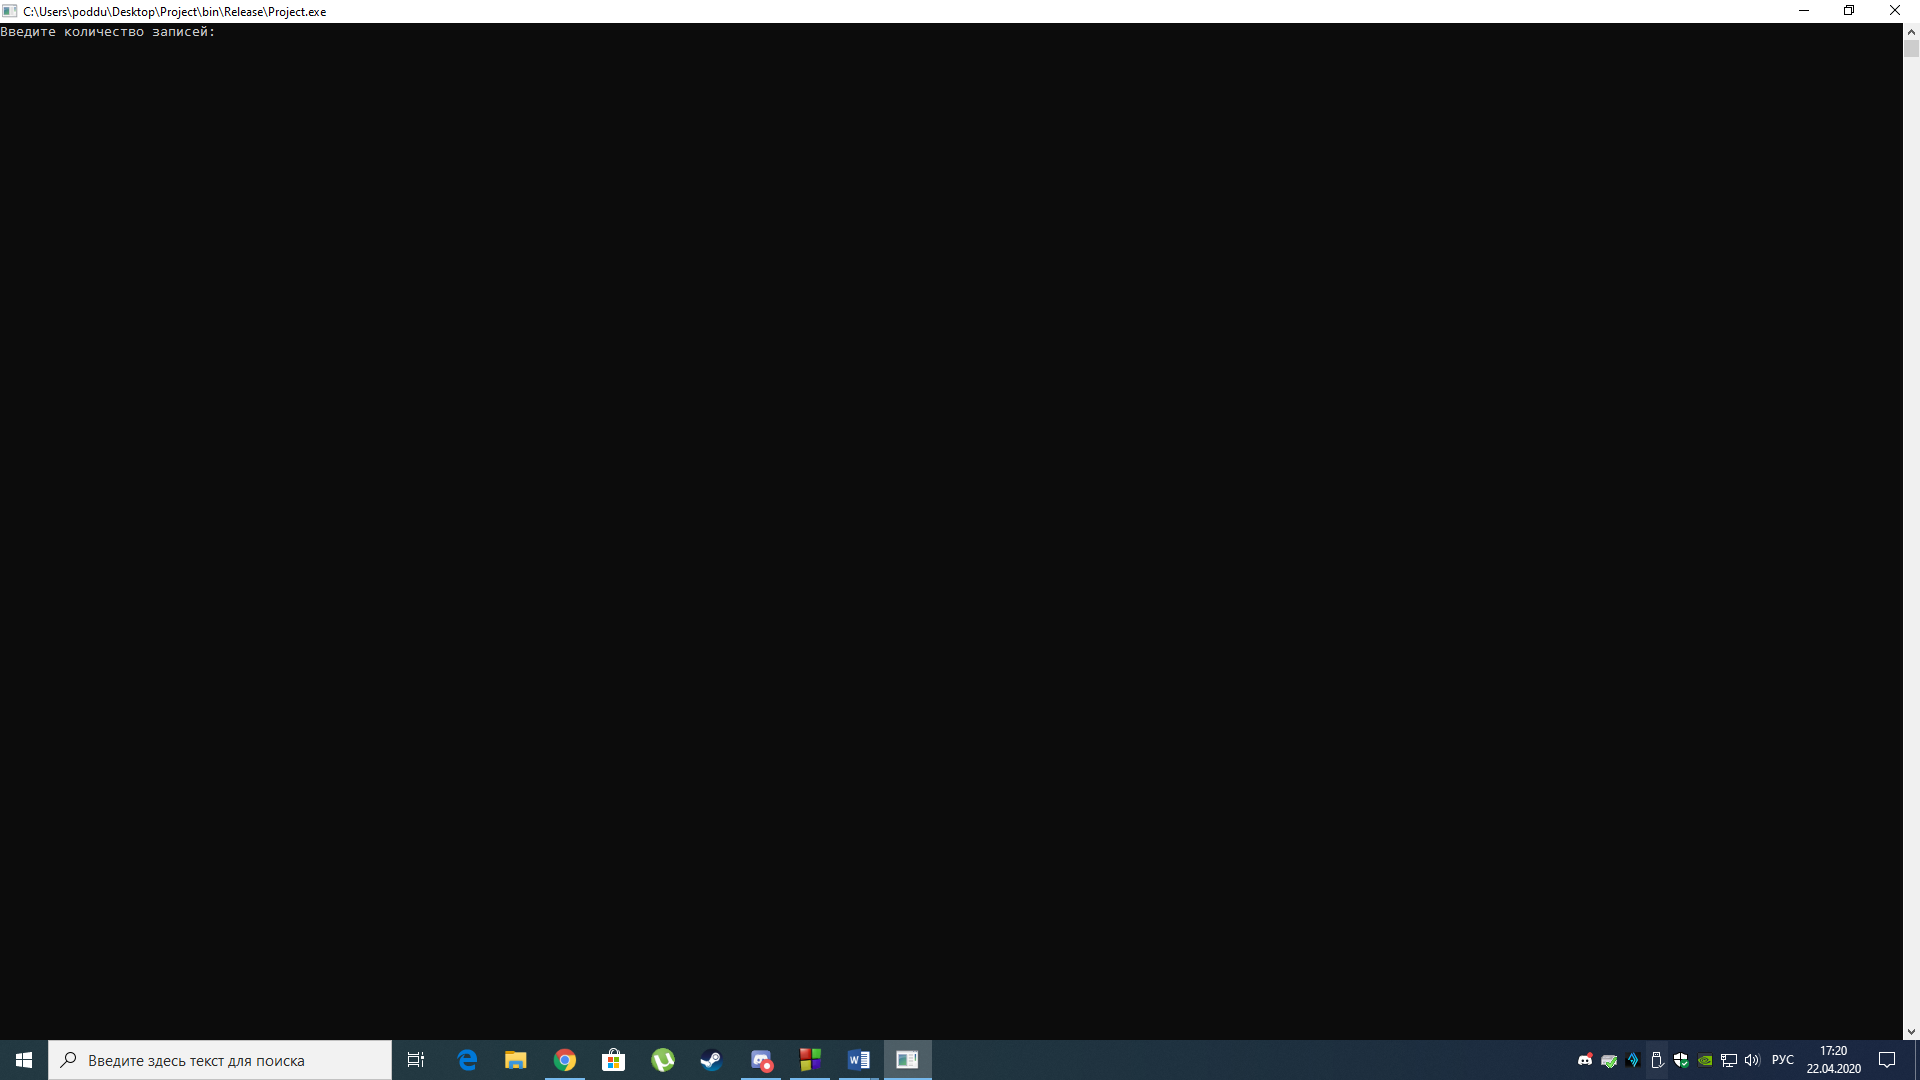 C:\Users\poddu\Desktop\Project\bin\Release\Project.exe
Введите количество записей:
Введите здесь текст для поиска
РУС
17:20
22.04.2020